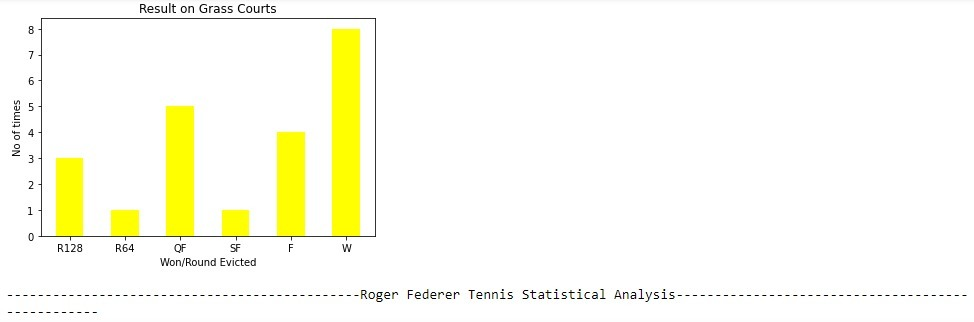 Result on Grass Courts
8
7
6
5
4
3
2
1
0
No of times
R128 R64 QF SF F W
Won/Round Evicted
----------------------------------------------Roger Federer Tennis Statistical Analysis--------------------------------------
------------